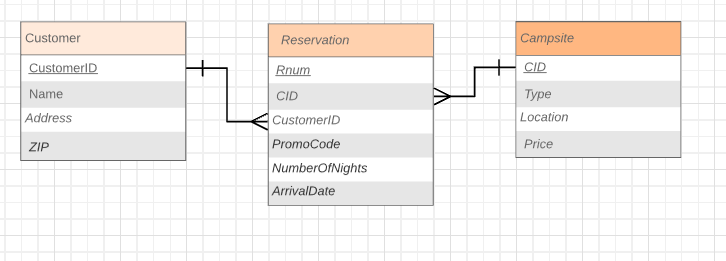 Customer
CustomerID
Name
Address
ZIP
Reservation
Rnum
CID
CustomerID
PromoCode
NumberOfNights
ArrivalDate
Campsite
CID
Type
Location
Price